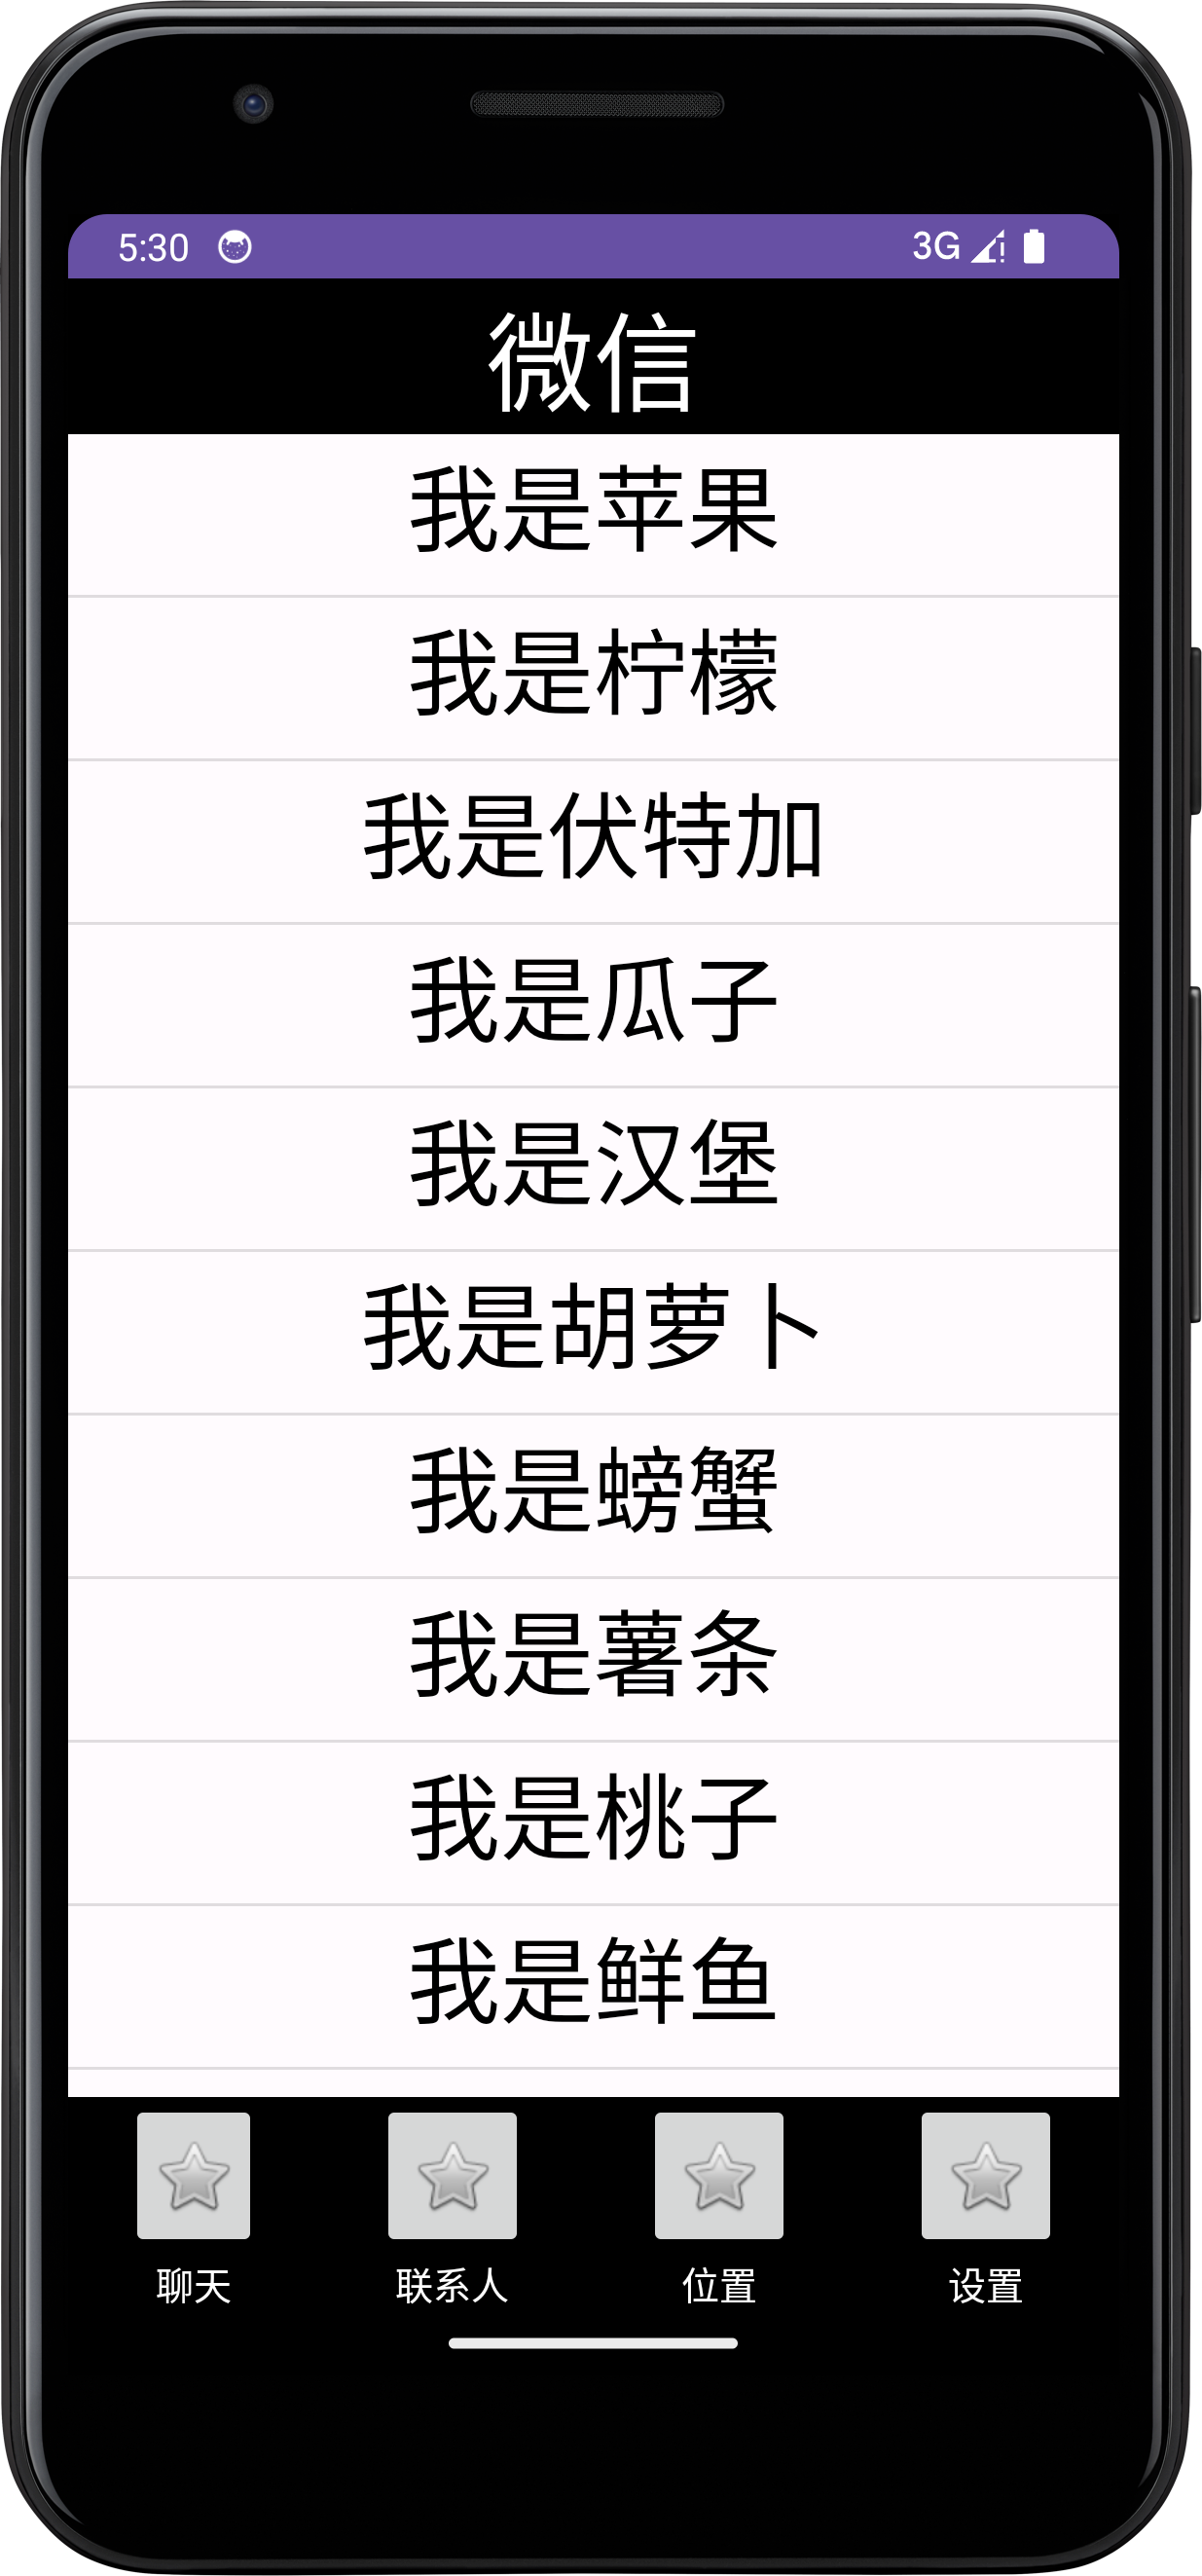 5:30 3G
微信
我是苹果
我是柠檬
我是伏特加
我是瓜子
我是汉堡
我是胡萝卜
我是螃蟹
我是薯条
我是桃子
我是鲜鱼
聊天 联系人 位置 设置